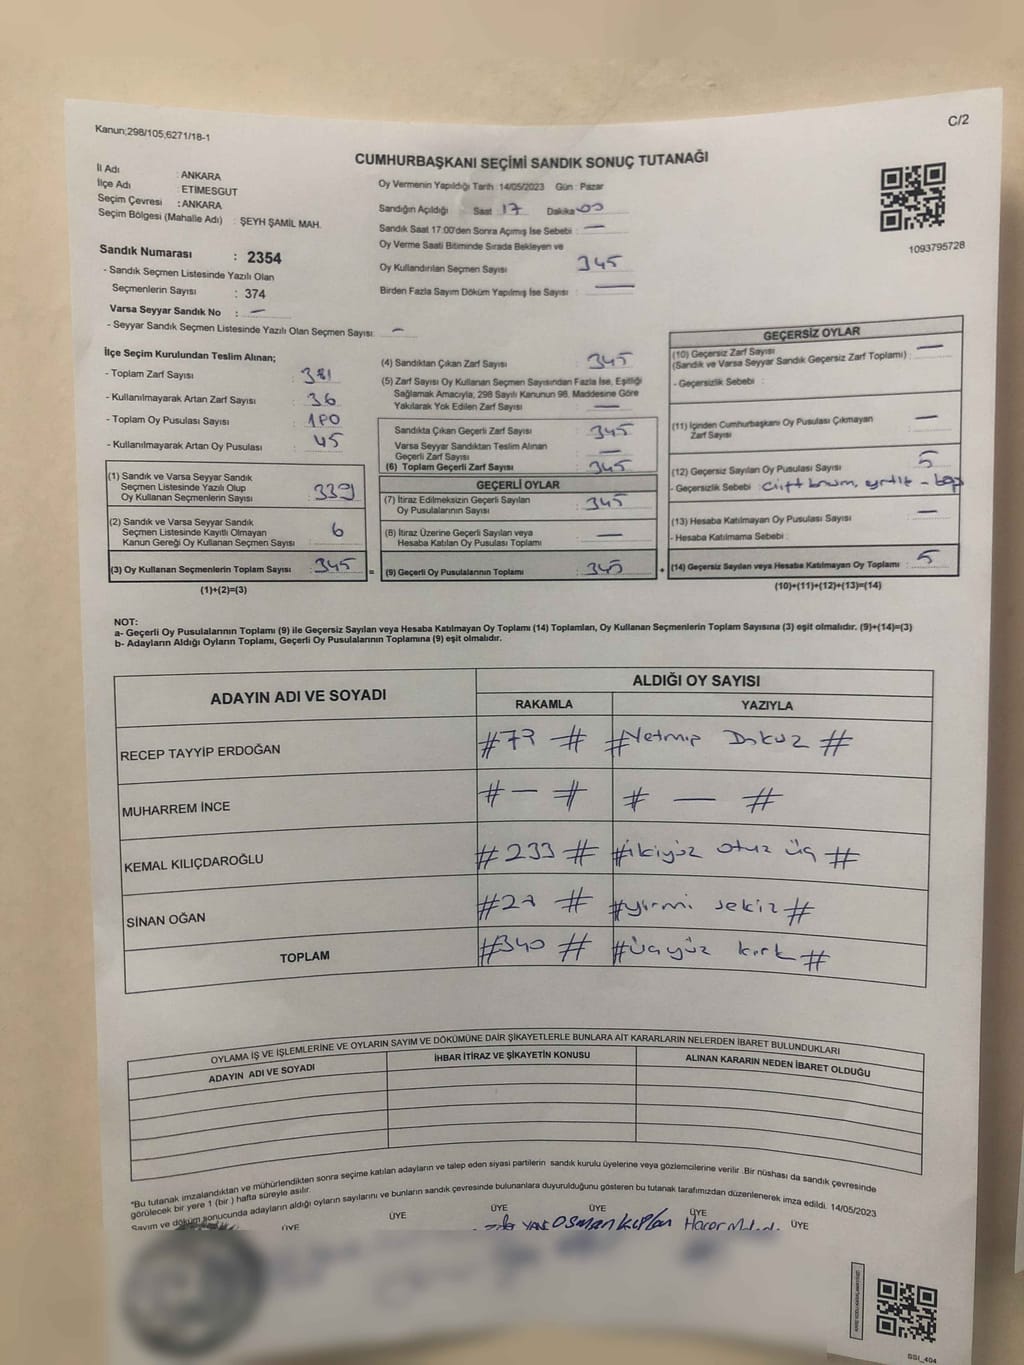 Kanun;298/105,6271/18-1
C/2
CUMHURBAŞKANI SEÇİMİ SANDIK SONUÇ TUTANAĞI
İl Adı : ANKARA
İlçe Adı : ETİMESGUT
Seçim Çevresi : ANKARA
Seçim Bölgesi (Mahalle Adı) : ŞEYH ŞAMİL MAH.
Sandık Numarası : 2354
- Sandık Seçmen Listesinde Yazılı Olan
Seçmenlerin Sayısı : 374
Varsa Seyyar Sandık No : —
- Seyyar Sandık Seçmen Listesinde Yazılı Olan Seçmen Sayısı: —
Oy Vermenin Yapıldığı Tarih :14/05/2023 Gün : Pazar
Sandığın Açıldığı Saat 17 Dakika 00
Sandık Saat 17:00'den Sonra Açımış İse Sebebi : —
Oy Verme Saati Bitiminde Sırada Bekleyen ve
Oy Kullandırılan Seçmen Sayısı 345
Birden Fazla Sayım Döküm Yapılmış İse Sayısı : —
1093795728
İlçe Seçim Kurulundan Teslim Alınan;
- Toplam Zarf Sayısı : 381
- Kullanılmayarak Artan Zarf Sayısı : 36
- Toplam Oy Pusulası Sayısı :
- Kullanılmayarak Artan Oy Pusulası : 45
(1) Sandık ve Varsa Seyyar Sandık
Seçmen Listesinde Yazılı Olup
Oy Kullanan Seçmenlerin Sayısı : 339
(2) Sandık ve Varsa Seyyar Sandık
Seçmen Listesinde Kayıtlı Olmayan
Kanun Gereği Oy Kullanan Seçmen Sayısı : 6
(3) Oy Kullanan Seçmenlerin Toplam Sayısı : 345 =
(1)+(2)=(3)
(4) Sandıktan Çıkan Zarf Sayısı : 345
(5) Zarf Sayısı Oy Kullanan Seçmen Sayısından Fazla İse, Eşitliği
Sağlamak Amacıyla, 298 Sayılı Kanunun 98. Maddesine Göre
Yakılarak Yok Edilen Zarf Sayısı : —
Sandıkta Çıkan Geçerli Zarf Sayısı : 345
Varsa Seyyar Sandıktan Teslim Alınan
Geçerli Zarf Sayısı : —
(6) Toplam Geçerli Zarf Sayısı : 345
GEÇERLİ OYLAR
(7) İtiraz Edilmeksizin Geçerli Sayılan
Oy Pusulalarının Sayısı : 345
(8) İtiraz Üzerine Geçerli Sayılan veya
Hesaba Katılan Oy Pusulası Toplamı : —
(9) Geçerli Oy Pusulalarının Toplamı : 345 +
GEÇERSİZ OYLAR
(10) Geçersiz Zarf Sayısı
(Sandık ve Varsa Seyyar Sandık Geçersiz Zarf Toplamı) : —
- Geçersizlik Sebebi :
(11) İçinden Cumhurbaşkanı Oy Pusulası Çıkmayan
Zarf Sayısı : —
(12) Geçersiz Sayılan Oy Pusulası Sayısı : 5
- Geçersizlik Sebebi :
(13) Hesaba Katılmayan Oy Pusulası Sayısı : —
- Hesaba Katılmama Sebebi :
(14) Geçersiz Sayılan veya Hesaba Katılmayan Oy Toplamı : 5
(10)+(11)+(12)+(13)=(14)
NOT:
a- Geçerli Oy Pusulalarının Toplamı (9) ile Geçersiz Sayılan veya Hesaba Katılmayan Oy Toplamı (14) Toplamları, Oy Kullanan Seçmenlerin Toplam Sayısına (3) eşit olmalıdır. (9)+(14)=(3)
b- Adayların Aldığı Oyların Toplamı, Geçerli Oy Pusulalarının Toplamına (9) eşit olmalıdır.
ADAYIN ADI VE SOYADI
ALDIĞI OY SAYISI
RAKAMLA YAZIYLA
RECEP TAYYİP ERDOĞAN #79 # #Yetmiş Dokuz #
MUHARREM İNCE # — # # — #
KEMAL KILIÇDAROĞLU # 233 # #ikiyüz otuz üç #
SİNAN OĞAN #28 # #yirmi sekiz #
TOPLAM #340 # #üçyüz kırk #
OYLAMA İŞ VE İŞLEMLERİNE VE OYLARIN SAYIM VE DÖKÜMÜNE DAİR ŞİKAYETLERLE BUNLARA AİT KARARLARIN NELERDEN İBARET BULUNDUKLARI
ADAYIN ADI VE SOYADI İHBAR İTİRAZ VE ŞİKAYETİN KONUSU ALINAN KARARIN NEDEN İBARET OLDUĞU
"Bu tutanak imzalandıktan ve mühürlendikten sonra seçime katılan adayların ve talep eden siyasi partilerin sandık kurulu üyelerine veya gözlemcilerine verilir .Bir nüshası da sandık çevresinde
görülecek bir yere 1 (bir ) hafta süreyle asılır.
Sayım ve döküm sonucunda adayların aldığı oyların sayılarını ve bunların sandık çevresinde bulunanlara duyurulduğunu gösteren bu tutanak tarafımızdan düzenlenerek imza edildi. 14/05/2023
ÜYE ÜYE ÜYE ÜYE ÜYE
Osman Kaplan